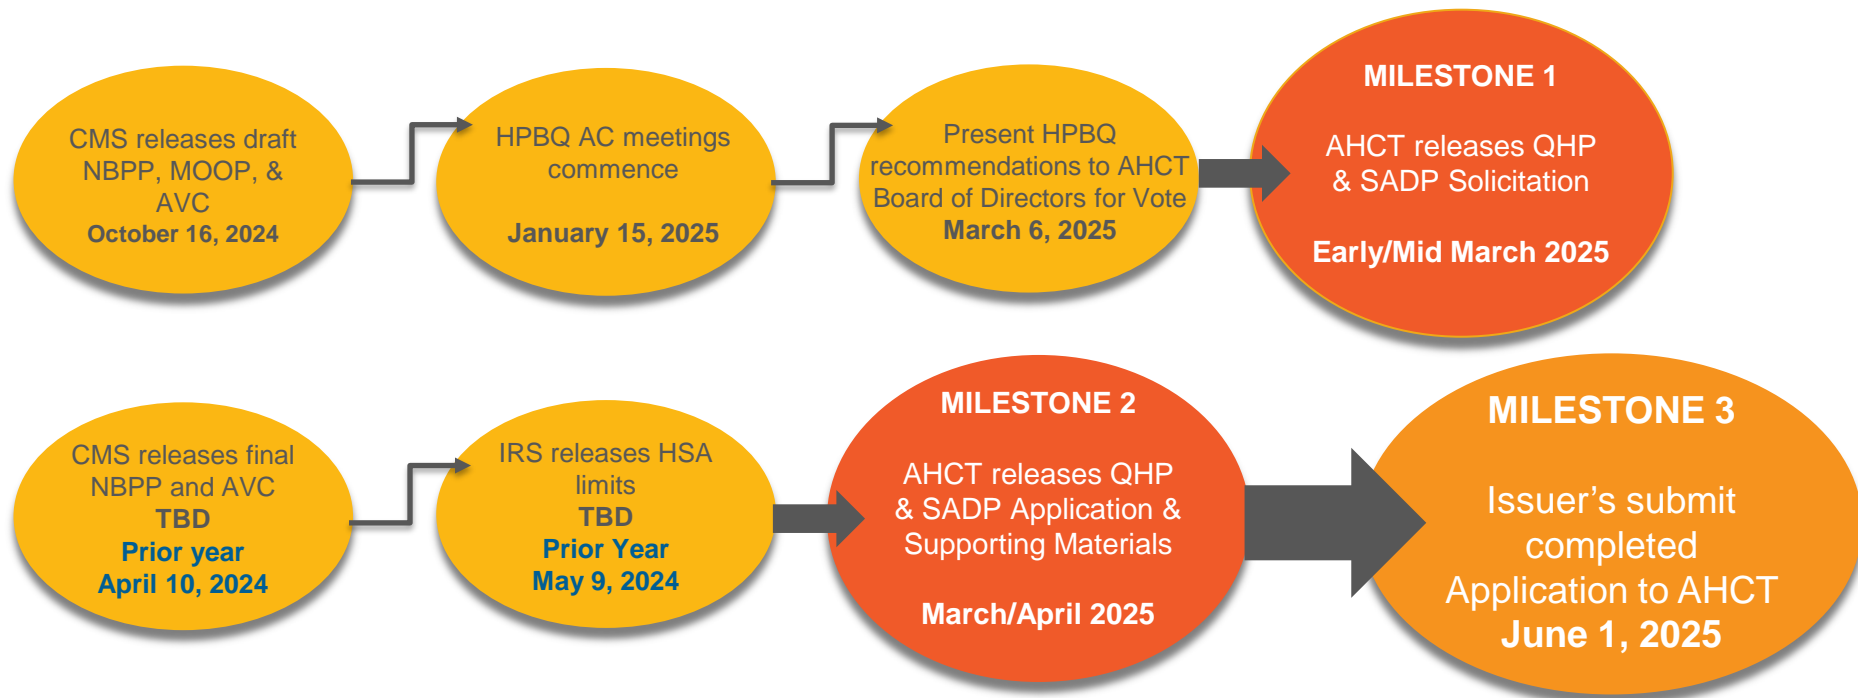 CMS releases draft
NBPP, MOOP, &
AVC
October 16, 2024
HPBQ AC meetings
commence
January 15, 2025
Present HPBQ
recommendations to AHCT
Board of Directors for Vote
March 6, 2025
MILESTONE 1
AHCT releases QHP
& SADP Solicitation
Early/Mid March 2025
CMS releases final
NBPP and AVC
TBD
Prior year
April 10, 2024
IRS releases HSA
limits
TBD
Prior Year
May 9, 2024
MILESTONE 2
AHCT releases QHP
& SADP Application &
Supporting Materials
March/April 2025
MILESTONE 3
Issuer's submit
completed
Application to AHCT
June 1, 2025